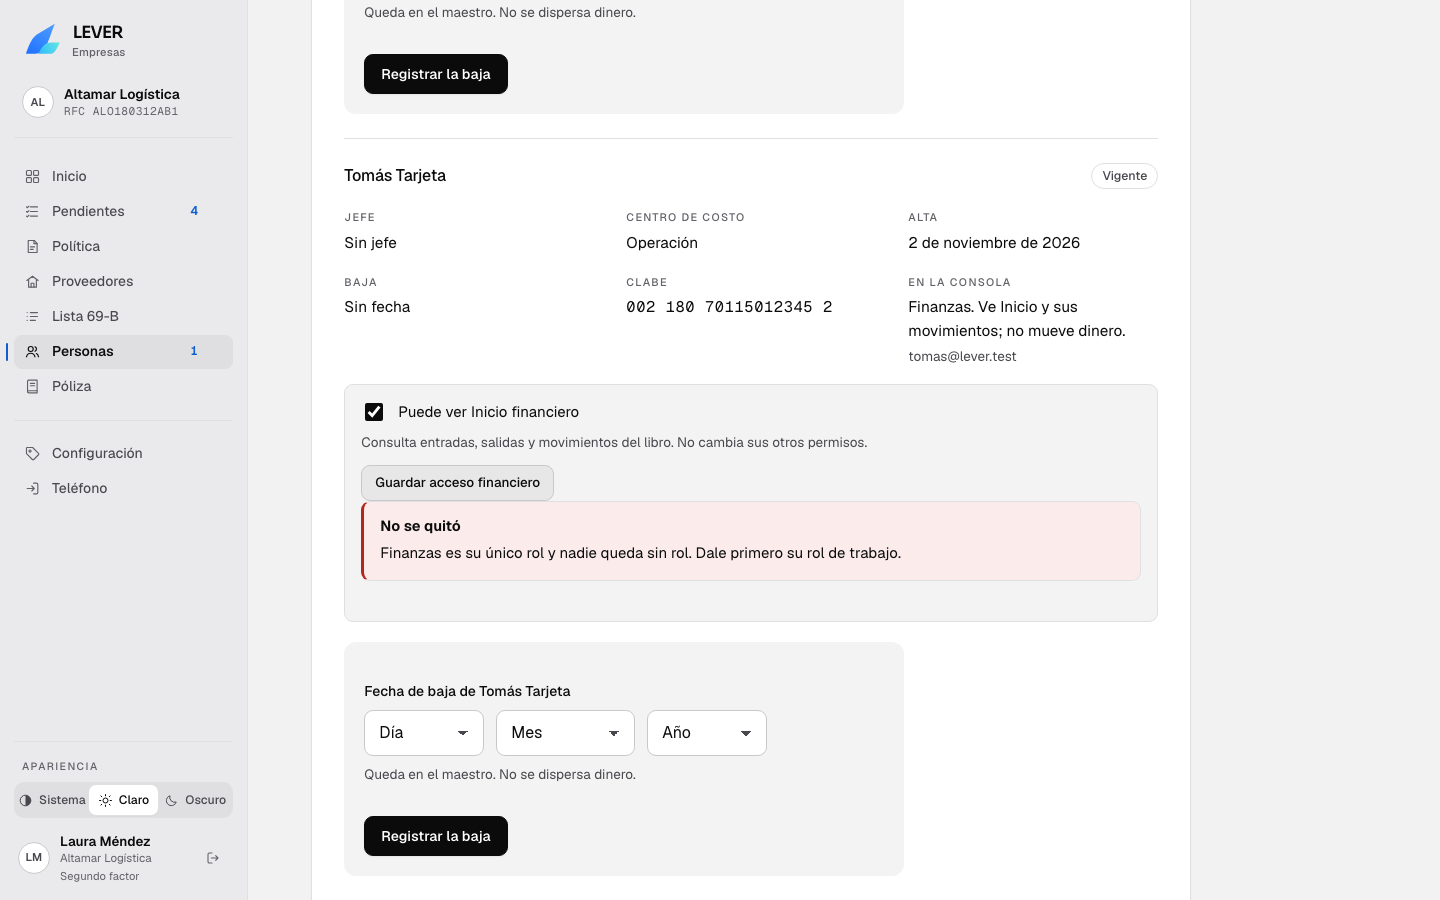 LEVER
Empresas
AL
Altamar Logística
RFC ALO180312AB1
Inicio
Pendientes 4
Política
Proveedores
Lista 69-B
Personas 1
Póliza
Configuración
Teléfono
APARIENCIA
Sistema Claro Oscuro
LM
Laura Méndez
Altamar Logística
Segundo factor
Queda en el maestro. No se dispersa dinero.
Registrar la baja
Tomás Tarjeta
Vigente
JEFE
Sin jefe
CENTRO DE COSTO
Operación
ALTA
2 de noviembre de 2026
BAJA
Sin fecha
CLABE
002 180 70115012345 2
EN LA CONSOLA
Finanzas. Ve Inicio y sus
movimientos; no mueve dinero.
tomas@lever.test
Puede ver Inicio financiero
Consulta entradas, salidas y movimientos del libro. No cambia sus otros permisos.
Guardar acceso financiero
No se quitó
Finanzas es su único rol y nadie queda sin rol. Dale primero su rol de trabajo.
Fecha de baja de Tomás Tarjeta
Día Mes Año
Queda en el maestro. No se dispersa dinero.
Registrar la baja